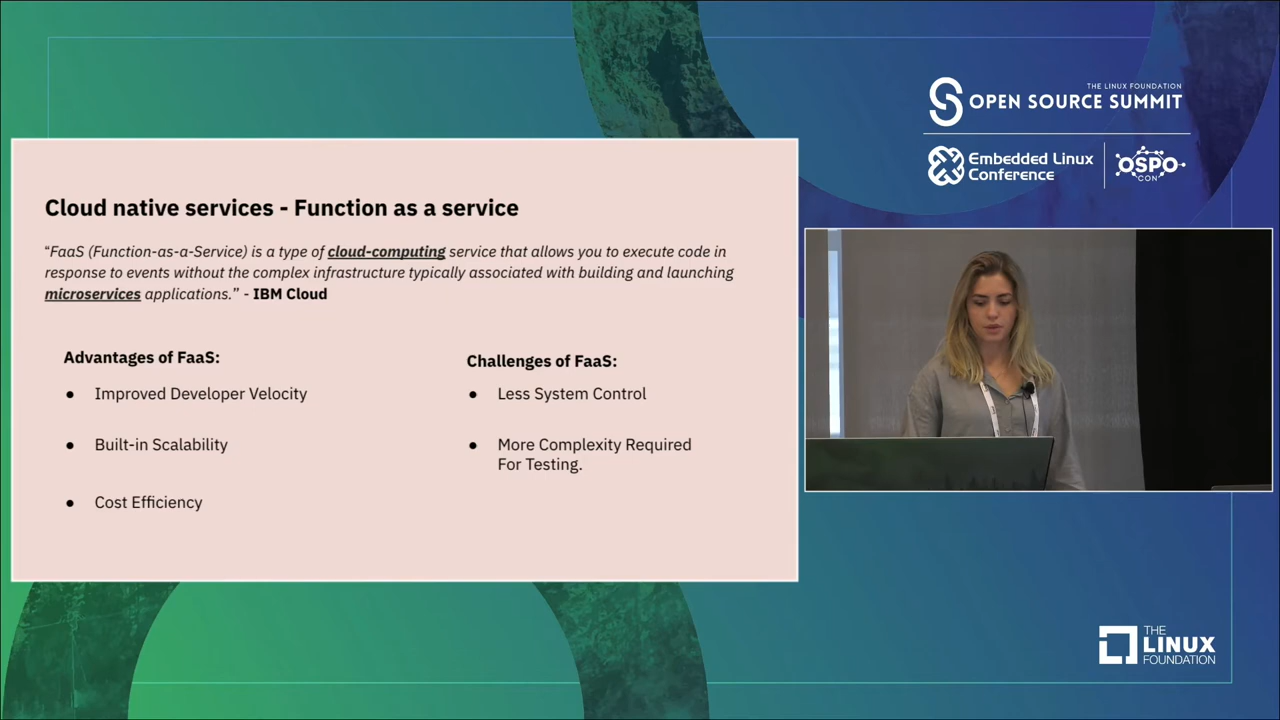 THE LINUX FOUNDATION
OPEN SOURCE SUMMIT
Embedded Linux
Conference
OSPO
CON
Cloud native services - Function as a service
“FaaS (Function-as-a-Service) is a type of cloud-computing service that allows you to execute code in
response to events without the complex infrastructure typically associated with building and launching
microservices applications.” - IBM Cloud
Advantages of FaaS:
● Improved Developer Velocity
● Built-in Scalability
● Cost Efficiency
Challenges of FaaS:
● Less System Control
● More Complexity Required
For Testing.
THE
LINUX
FOUNDATION